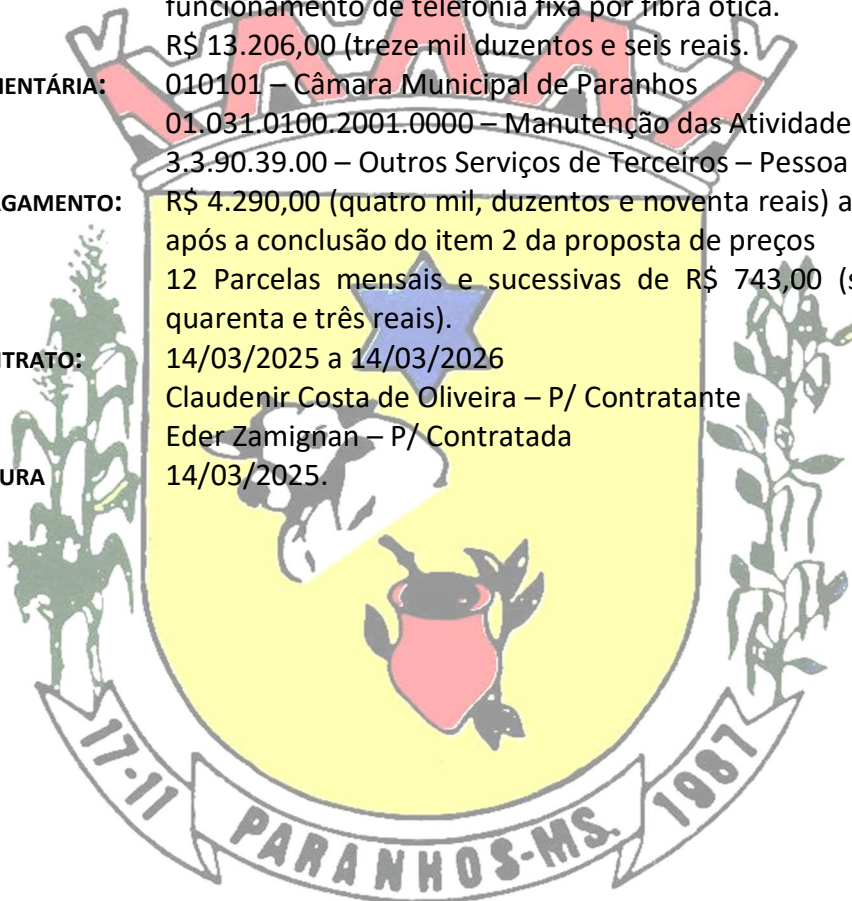 funcionamento de telefonia fixa por fibra ótica.
R$ 13.206,00 (treze mil duzentos e seis reais.
MENTÁRIA: 010101 – Câmara Municipal de Paranhos
01.031.0100.2001.0000 – Manutenção das Atividade
3.3.90.39.00 – Outros Serviços de Terceiros – Pessoa
AGAMENTO: R$ 4.290,00 (quatro mil, duzentos e noventa reais) a
após a conclusão do item 2 da proposta de preços
12 Parcelas mensais e sucessivas de R$ 743,00 (s
quarenta e três reais).
NTRATO: 14/03/2025 a 14/03/2026
Claudenir Costa de Oliveira – P/ Contratante
Eder Zamignan – P/ Contratada
URA 14/03/2025.
17-11 PARANHOS-MS. 1987